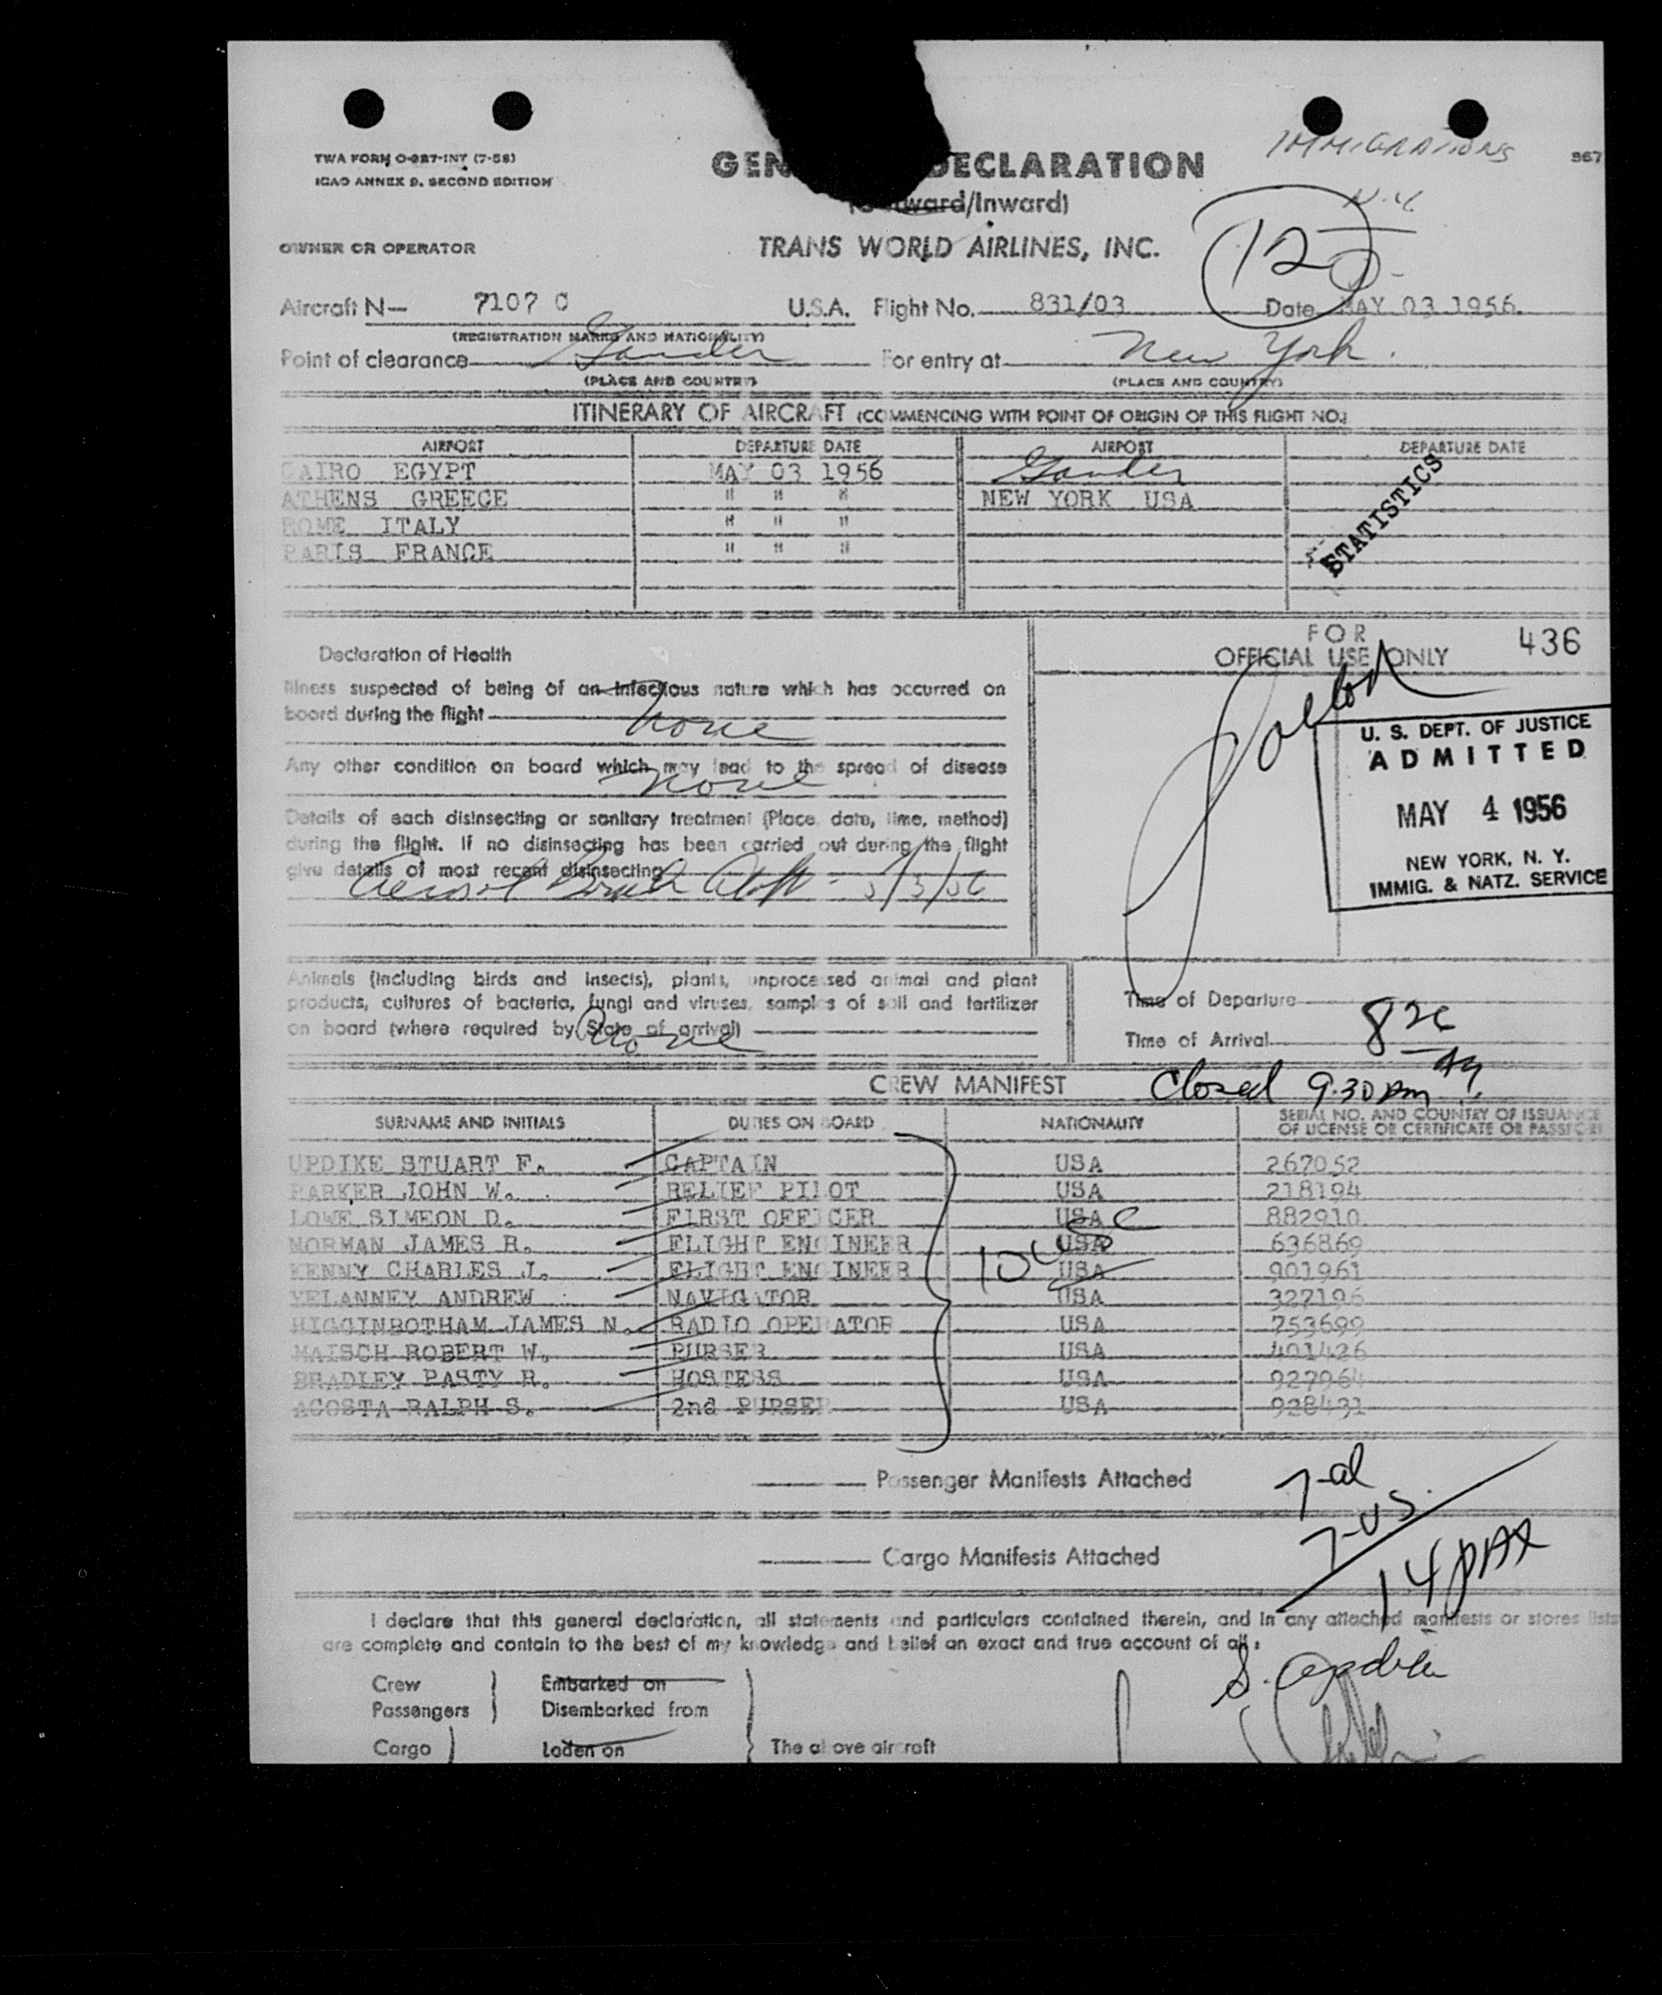 TWA FORM O-927-INT (7-55)
ICAO ANNEX 9, SECOND EDITION
IMMIGRATIONS
967
GEN DECLARATION
N.Y.
ward/Inward)
12
OWNER OR OPERATOR
TRANS WORLD AIRLINES, INC.
Aircraft N— 7107 C U.S.A. Flight No. 831/03 Date MAY 03 1956
(REGISTRATION MARKS AND NATIONALITY)
Point of clearance Gander For entry at New York.
(PLACE AND COUNTRY) (PLACE AND COUNTRY)
ITINERARY OF AIRCRAFT (COMMENCING WITH POINT OF ORIGIN OF THIS FLIGHT NO.)
AIRPORT DEPARTURE DATE AIRPORT DEPARTURE DATE
CAIRO EGYPT MAY 03 1956 Gander
ATHENS GREECE " " " NEW YORK USA
ROME ITALY " " "
PARIS FRANCE " " "
STATISTICS
FOR
OFFICIAL USE ONLY 436
Declaration of Health
Illness suspected of being of an infectious nature which has occurred on
board during the flight None
Any other condition on board which may lead to the spread of disease
None
Details of each disinsecting or sanitary treatment (Place, date, time, method)
during the flight. If no disinsecting has been carried out during the flight
give details of most recent disinsecting
Aerosol Bomb Aloft - 5/3/56
U. S. DEPT. OF JUSTICE
ADMITTED
MAY 4 1956
NEW YORK, N. Y.
IMMIG. & NATZ. SERVICE
Animals (including birds and insects), plants, unprocessed animal and plant
products, cultures of bacteria, fungi and viruses, samples of soil and fertilizer
on board (where required by State of arrival)
None
Time of Departure
Time of Arrival 8
CREW MANIFEST Closed 9.30 pm
SURNAME AND INITIALS DUTIES ON BOARD NATIONALITY SERIAL NO. AND COUNTRY OF ISSUANCE
OF LICENSE OR CERTIFICATE OR PASSPORT
UPDIKE STUART F. CAPTAIN USA 267052
PARKER JOHN W. RELIEF PILOT USA 218194
LOWE SIMEON D. FIRST OFFICER USA 882910
NORMAN JAMES R. FLIGHT ENGINEER USA 636869
KENNY CHARLES J. FLIGHT ENGINEER USA 901961
YELANNEY ANDREW NAVIGATOR USA 327196
HIGGINBOTHAM JAMES N. RADIO OPERATOR USA 753699
MAISCH ROBERT W. PURSER USA 401426
BRADLEY PASTY R. HOSTESS USA 927964
ACOSTA RALPH S. 2nd PURSER USA 928431
10 USC
Passenger Manifests Attached
7-al
7-US
Cargo Manifests Attached
14 PAX
I declare that this general declaration, all statements and particulars contained therein, and in any attached manifests or stores lists
are complete and contain to the best of my knowledge and belief an exact and true account of all:
S. Updike
Crew Embarked on
Passengers Disembarked from
Cargo Laden on The above aircraft